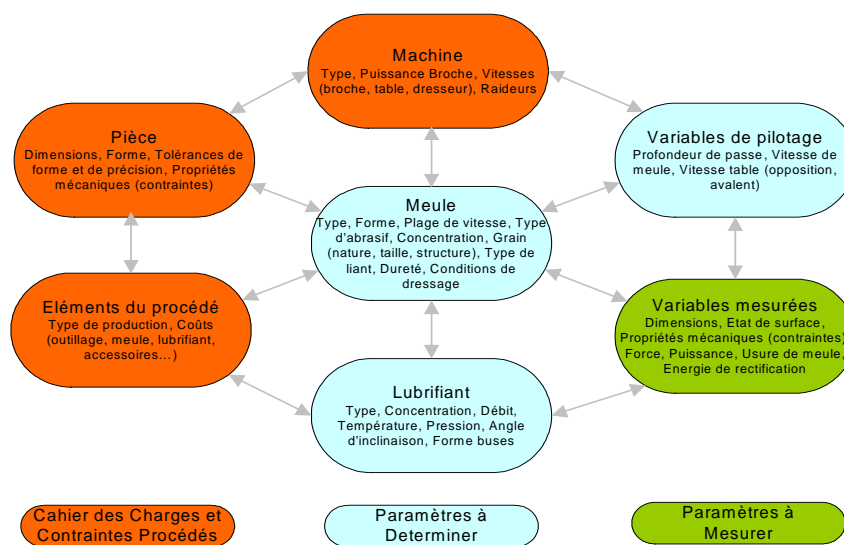 Machine
Type, Puissance Broche, Vitesses
(broche, table, dresseur), Raideurs
Pièce
Dimensions, Forme, Tolérances de
forme et de précision, Propriétés
mécaniques (contraintes)
Variables de pilotage
Profondeur de passe, Vitesse de
meule, Vitesse table (opposition,
avalent)
Meule
Type, Forme, Plage de vitesse, Type
d'abrasif, Concentration, Grain
(nature, taille, structure), Type de
liant, Dureté, Conditions de
dressage
Eléments du procédé
Type de production, Coûts
(outillage, meule, lubrifiant,
accessoires…)
Variables mesurées
Dimensions, Etat de surface,
Propriétés mécaniques (contraintes)
Force, Puissance, Usure de meule,
Energie de rectification
Lubrifiant
Type, Concentration, Débit,
Température, Pression, Angle
d'inclinaison, Forme buses
Cahier des Charges et
Contraintes Procédés
Paramètres à
Determiner
Paramètres à
Mesurer